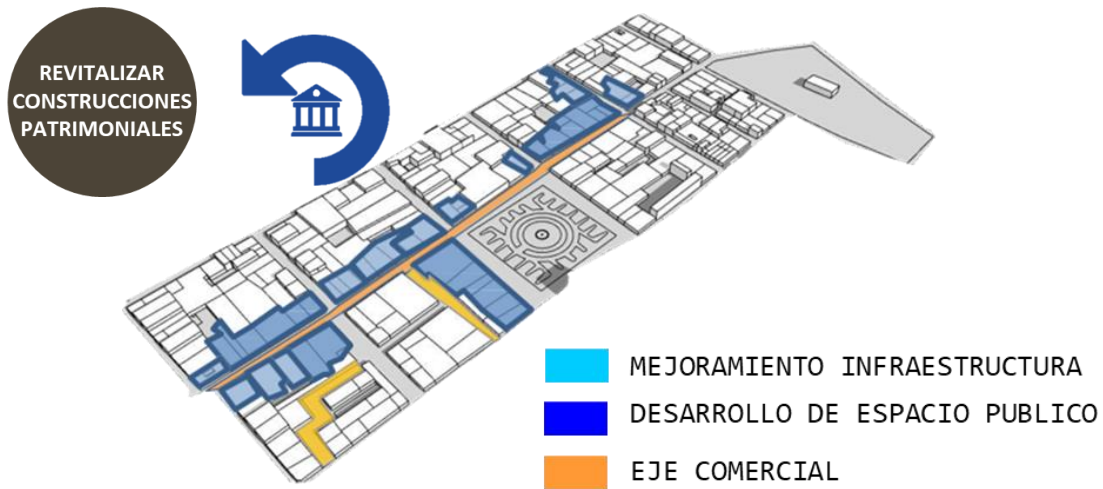 REVITALIZAR
CONSTRUCCIONES
PATRIMONIALES
MEJORAMIENTO INFRAESTRUCTURA
DESARROLLO DE ESPACIO PUBLICO
EJE COMERCIAL